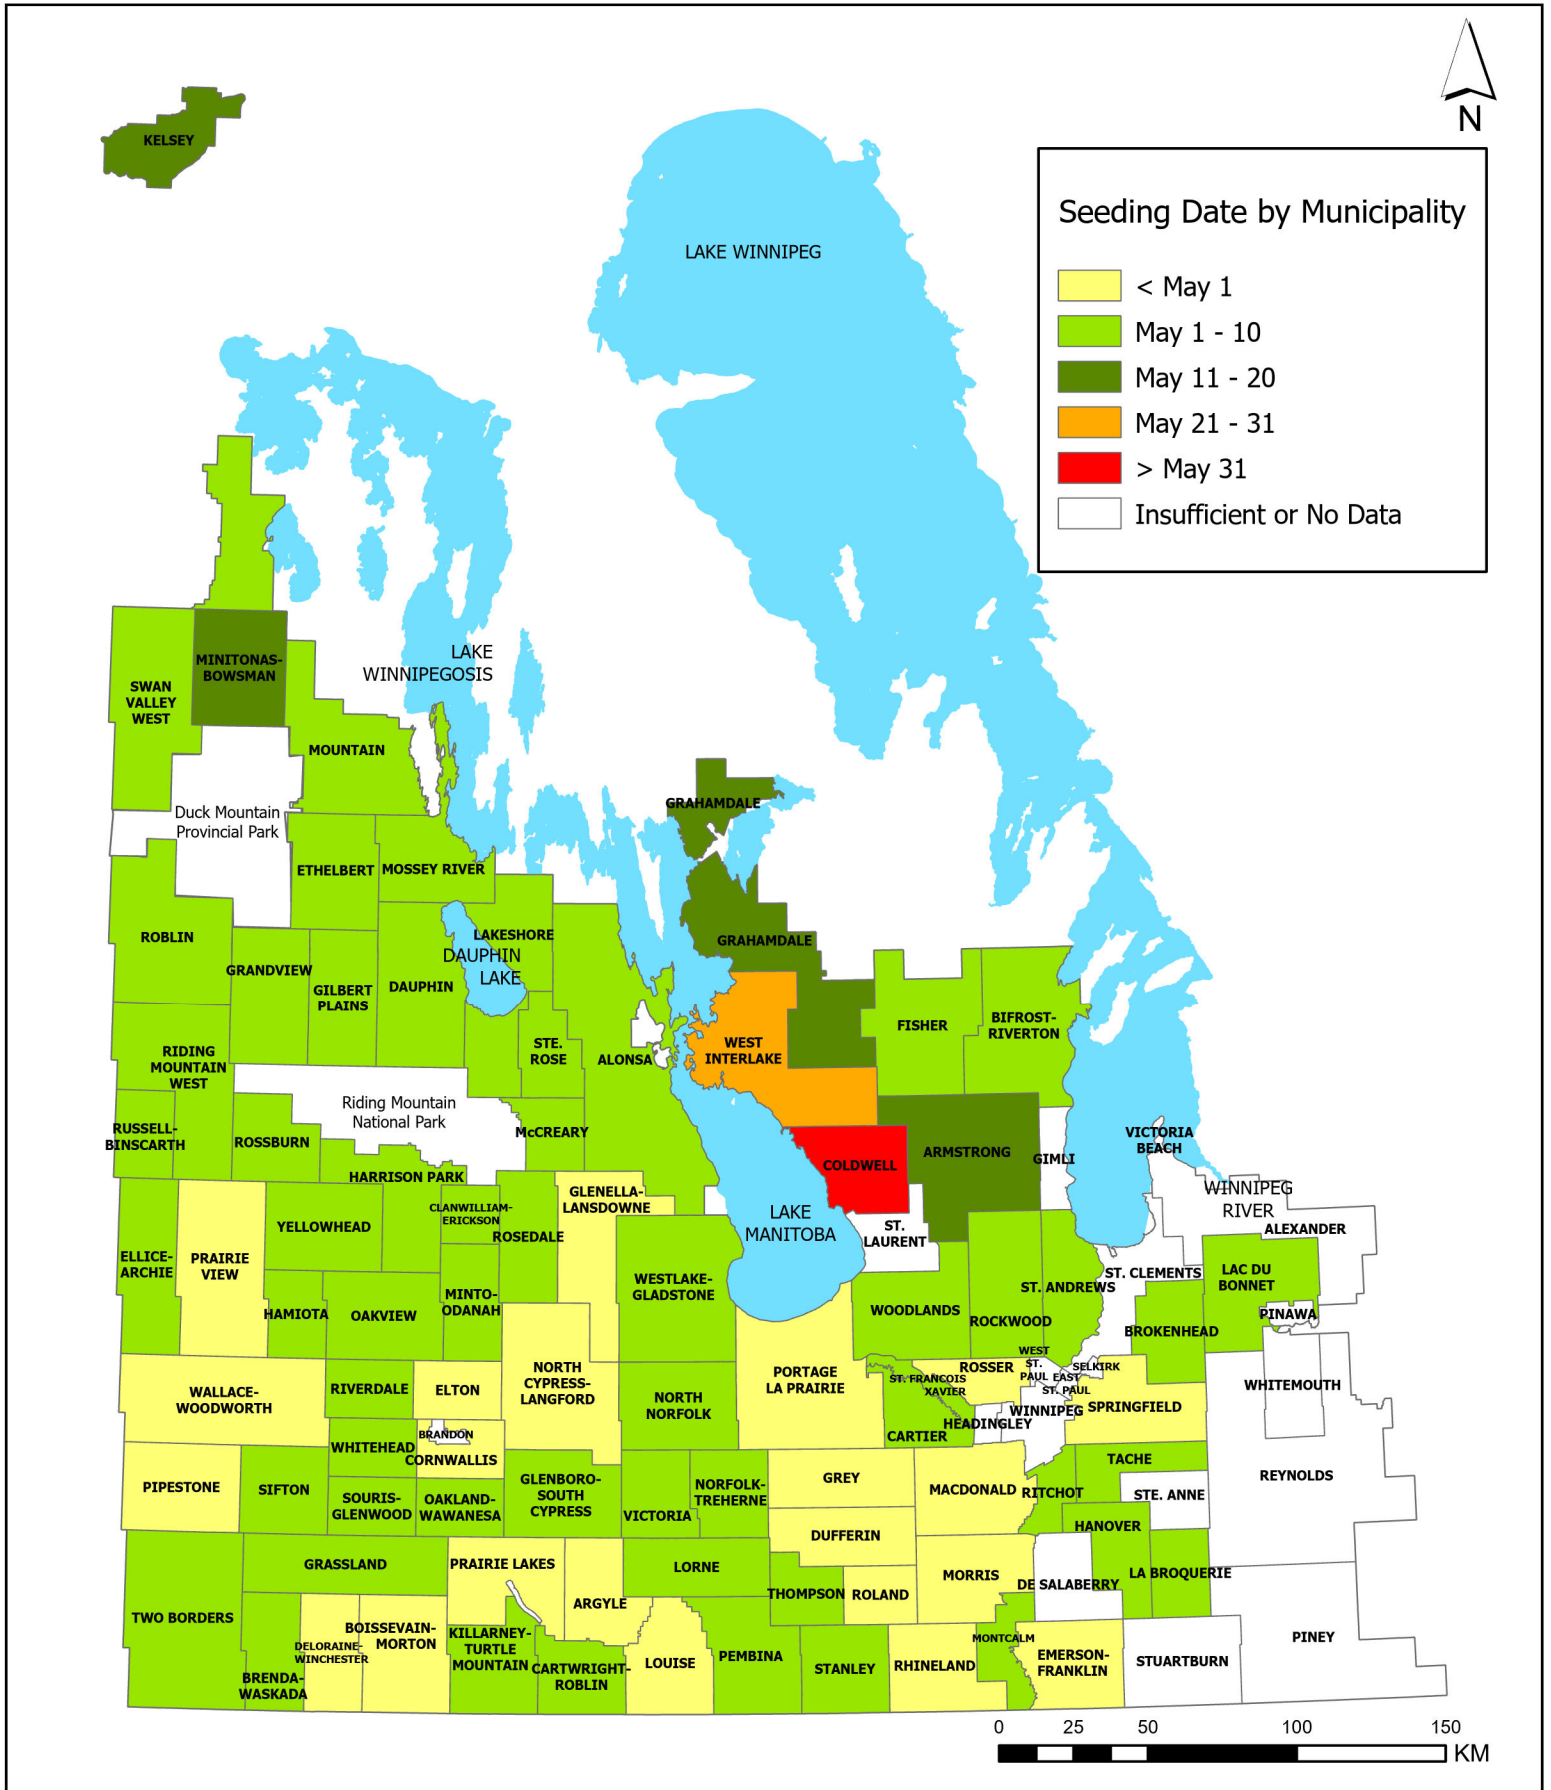 N
KELSEY
Seeding Date by Municipality
< May 1
May 1 - 10
May 11 - 20
May 21 - 31
> May 31
Insufficient or No Data
LAKE WINNIPEG
LAKE
WINNIPEGOSIS
MINITONAS-
BOWSMAN
SWAN
VALLEY
WEST
MOUNTAIN
Duck Mountain
Provincial Park
GRAHAMDALE
ETHELBERT
MOSSEY RIVER
ROBLIN
LAKESHORE
GRAHAMDALE
DAUPHIN
LAKE
GRANDVIEW
GILBERT
PLAINS
DAUPHIN
FISHER
BIFROST-
RIVERTON
STE.
ROSE
ALONSA
WEST
INTERLAKE
RIDING
MOUNTAIN
WEST
Riding Mountain
National Park
RUSSELL-
BINSCARTH
ROSSBURN
McCREARY
HARRISON PARK
COLDWELL
ARMSTRONG
GIMLI
VICTORIA
BEACH
WINNIPEG
RIVER
ALEXANDER
GLENELLA-
LANSDOWNE
CLANWILLIAM-
ERICKSON
ROSEDALE
YELLOWHEAD
LAKE
MANITOBA
ST.
LAURENT
ELLICE-
ARCHIE
PRAIRIE
VIEW
WESTLAKE-
GLADSTONE
ST. CLEMENTS
LAC DU
BONNET
ST. ANDREWS
HAMIOTA
OAKVIEW
MINTO-
ODANAH
WOODLANDS
ROCKWOOD
PINAWA
BROKENHEAD
WALLACE-
WOODWORTH
RIVERDALE
ELTON
NORTH
CYPRESS-
LANGFORD
PORTAGE
LA PRAIRIE
NORTH
NORFOLK
ST. FRANCOIS
XAVIER
ROSSER
WEST
ST.
PAUL
EAST
ST. PAUL
SELKIRK
WHITEMOUTH
SPRINGFIELD
WINNIPEG
HEADINGLEY
CARTIER
WHITEHEAD
BRANDON
CORNWALLIS
TACHE
REYNOLDS
PIPESTONE
SIFTON
SOURIS-
GLENWOOD
OAKLAND-
WAWANESA
GLENBORO-
SOUTH
CYPRESS
VICTORIA
NORFOLK-
TREHERNE
GREY
MACDONALD
RITCHOT
STE. ANNE
HANOVER
DUFFERIN
GRASSLAND
PRAIRIE LAKES
LORNE
THOMPSON
ROLAND
MORRIS
DE SALABERRY
LA BROQUERIE
TWO BORDERS
ARGYLE
BOISSEVAIN-
MORTON
DELORAINE-
WINCHESTER
BRENDA-
WASKADA
KILLARNEY-
TURTLE
MOUNTAIN
CARTWRIGHT-
ROBLIN
LOUISE
PEMBINA
STANLEY
RHINELAND
MONTCALM
EMERSON-
FRANKLIN
STUARTBURN
PINEY
0 25 50 100 150
KM